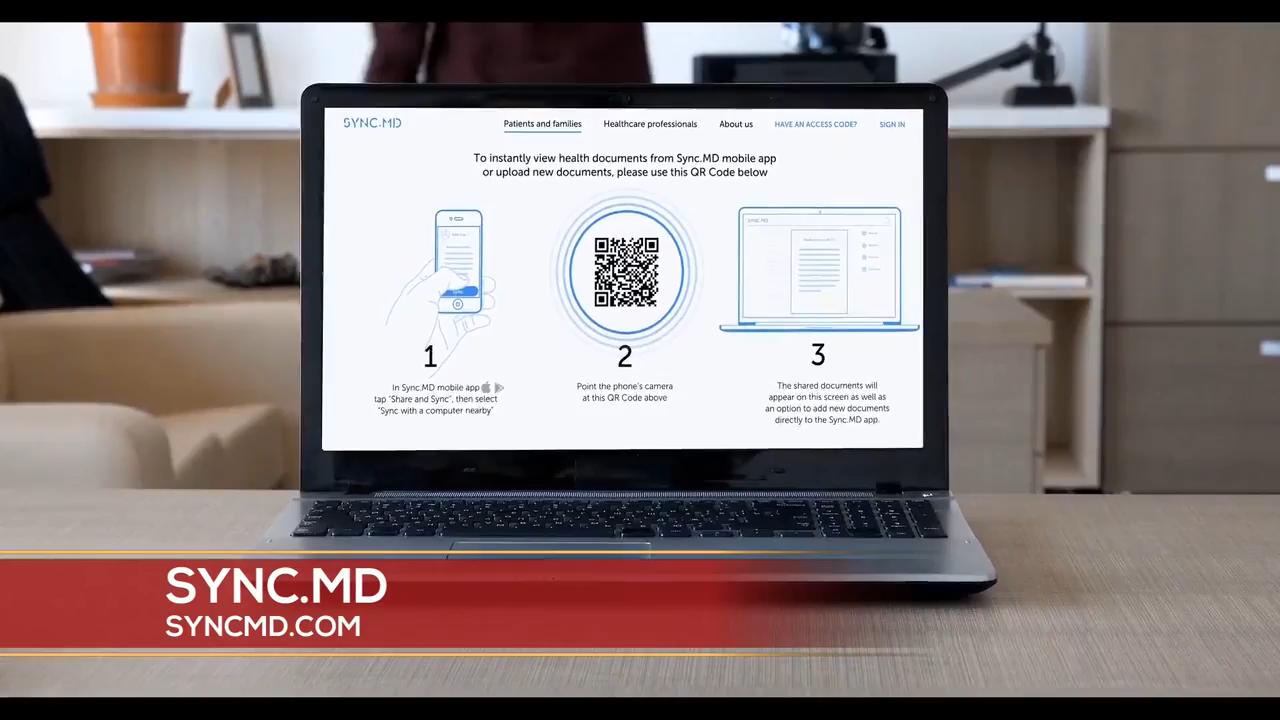 SYNC.MD
Patients and families
Healthcare professionals
About us
HAVE AN ACCESS CODE?
SIGN IN
To instantly view health documents from Sync.MD mobile app
or upload new documents, please use this QR Code below
SYNC.MD
1
In Sync.MD mobile app
tap "Share and Sync", then select
"Sync with a computer nearby"
2
Point the phone's camera
at this QR Code above
3
The shared documents will
appear on this screen as well as
an option to add new documents
directly to the Sync.MD app.
SYNC.MD
SYNCMD.COM